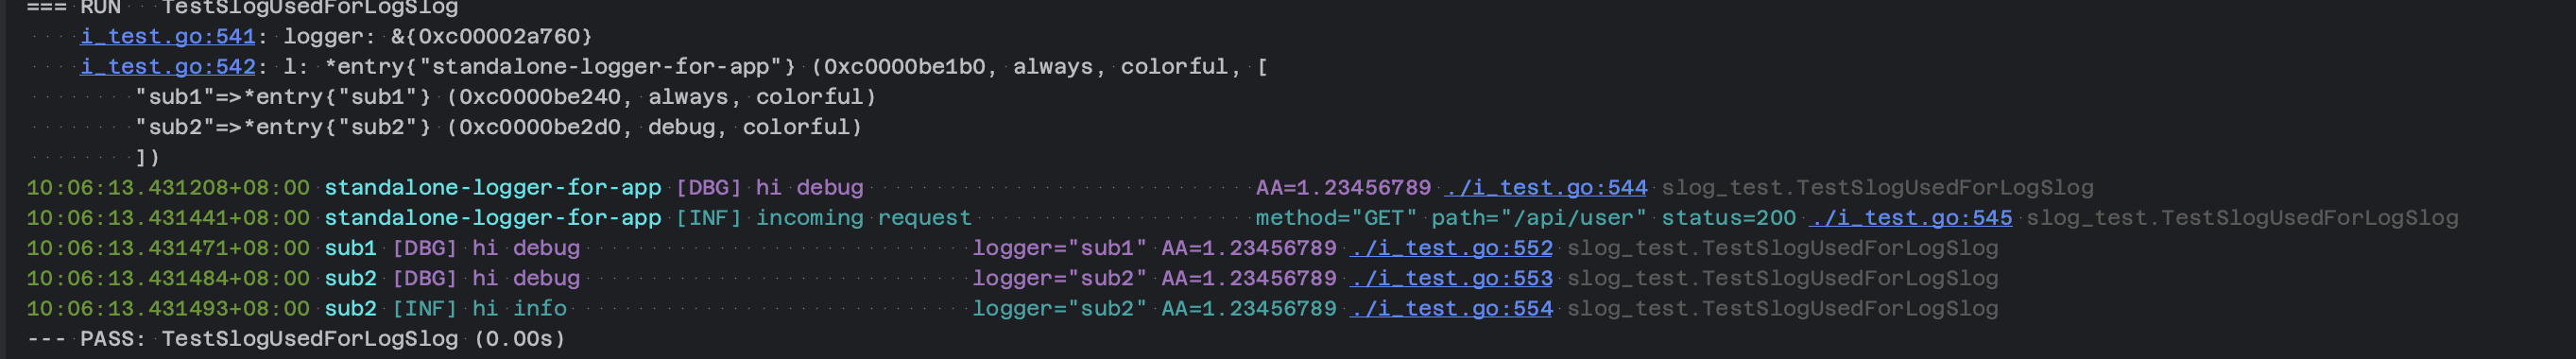 === RUN   TestSlogUsedForLogSlog
    i_test.go:541: logger: &{0xc00002a760}
    i_test.go:542: l: *entry{"standalone-logger-for-app"} (0xc0000be1b0, always, colorful, [
        "sub1"=>*entry{"sub1"} (0xc0000be240, always, colorful)
        "sub2"=>*entry{"sub2"} (0xc0000be2d0, debug, colorful)
        ])
10:06:13.431208+08:00 standalone-logger-for-app [DBG] hi debug                             AA=1.23456789 ./i_test.go:544 slog_test.TestSlogUsedForLogSlog
10:06:13.431441+08:00 standalone-logger-for-app [INF] incoming request                     method="GET" path="/api/user" status=200 ./i_test.go:545 slog_test.TestSlogUsedForLogSlog
10:06:13.431471+08:00 sub1 [DBG] hi debug                             logger="sub1" AA=1.23456789 ./i_test.go:552 slog_test.TestSlogUsedForLogSlog
10:06:13.431484+08:00 sub2 [DBG] hi debug                             logger="sub2" AA=1.23456789 ./i_test.go:553 slog_test.TestSlogUsedForLogSlog
10:06:13.431493+08:00 sub2 [INF] hi info                              logger="sub2" AA=1.23456789 ./i_test.go:554 slog_test.TestSlogUsedForLogSlog
--- PASS: TestSlogUsedForLogSlog (0.00s)